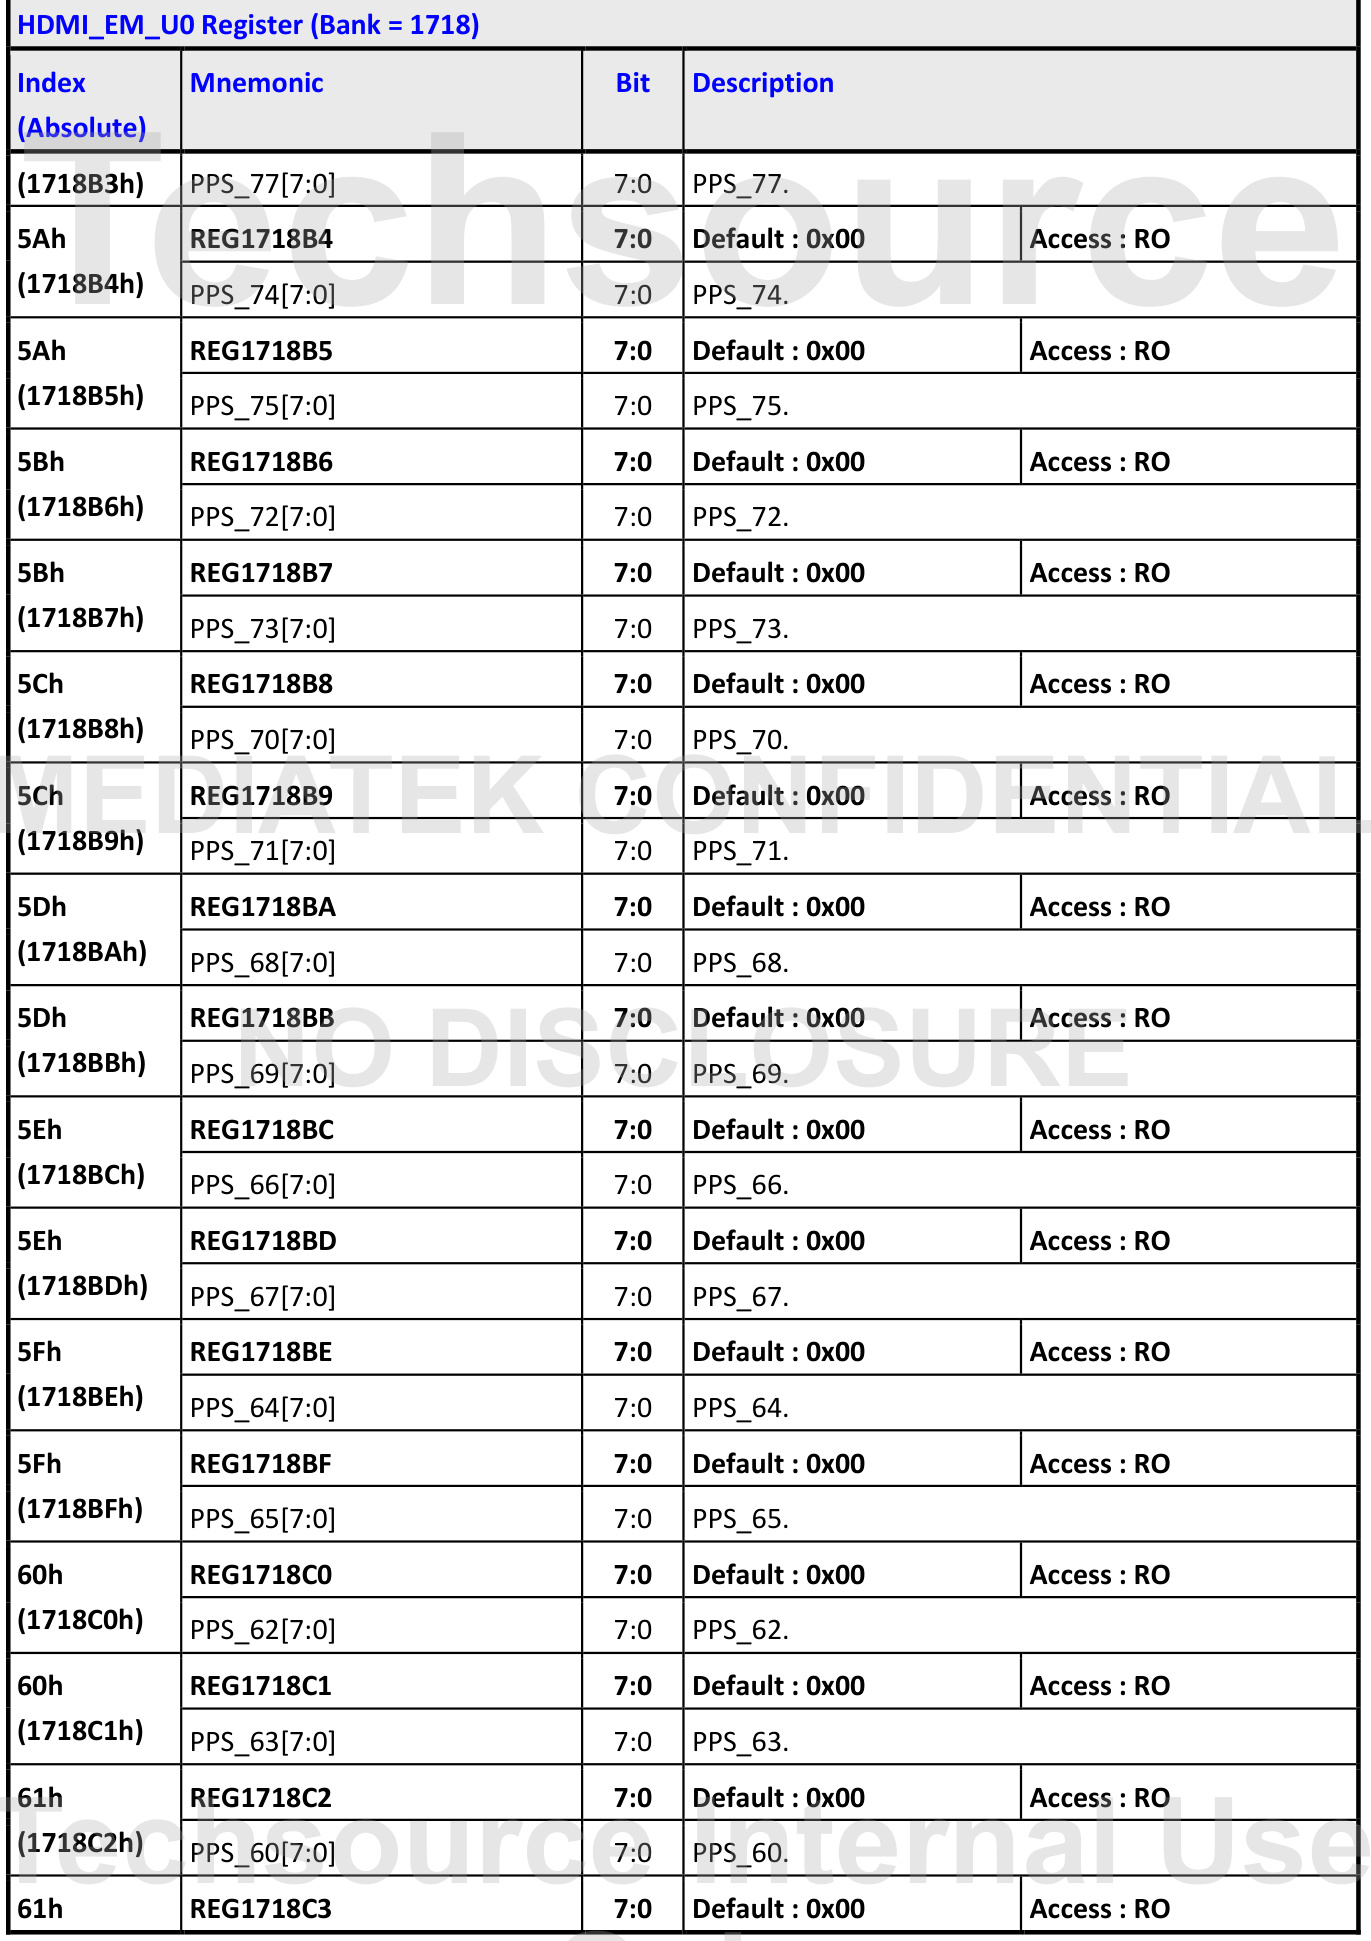 HDMI_EM_U0 Register (Bank = 1718)
Index (Absolute) Mnemonic Bit Description
(1718B3h) PPS_77[7:0] 7:0 PPS_77.
5Ah REG1718B4 7:0 Default : 0x00 Access : RO
(1718B4h) PPS_74[7:0] 7:0 PPS_74.
5Ah REG1718B5 7:0 Default : 0x00 Access : RO
(1718B5h) PPS_75[7:0] 7:0 PPS_75.
5Bh REG1718B6 7:0 Default : 0x00 Access : RO
(1718B6h) PPS_72[7:0] 7:0 PPS_72.
5Bh REG1718B7 7:0 Default : 0x00 Access : RO
(1718B7h) PPS_73[7:0] 7:0 PPS_73.
5Ch REG1718B8 7:0 Default : 0x00 Access : RO
(1718B8h) PPS_70[7:0] 7:0 PPS_70.
5Ch REG1718B9 7:0 Default : 0x00 Access : RO
(1718B9h) PPS_71[7:0] 7:0 PPS_71.
5Dh REG1718BA 7:0 Default : 0x00 Access : RO
(1718BAh) PPS_68[7:0] 7:0 PPS_68.
5Dh REG1718BB 7:0 Default : 0x00 Access : RO
(1718BBh) PPS_69[7:0] 7:0 PPS_69.
5Eh REG1718BC 7:0 Default : 0x00 Access : RO
(1718BCh) PPS_66[7:0] 7:0 PPS_66.
5Eh REG1718BD 7:0 Default : 0x00 Access : RO
(1718BDh) PPS_67[7:0] 7:0 PPS_67.
5Fh REG1718BE 7:0 Default : 0x00 Access : RO
(1718BEh) PPS_64[7:0] 7:0 PPS_64.
5Fh REG1718BF 7:0 Default : 0x00 Access : RO
(1718BFh) PPS_65[7:0] 7:0 PPS_65.
60h REG1718C0 7:0 Default : 0x00 Access : RO
(1718C0h) PPS_62[7:0] 7:0 PPS_62.
60h REG1718C1 7:0 Default : 0x00 Access : RO
(1718C1h) PPS_63[7:0] 7:0 PPS_63.
61h REG1718C2 7:0 Default : 0x00 Access : RO
(1718C2h) PPS_60[7:0] 7:0 PPS_60.
61h REG1718C3 7:0 Default : 0x00 Access : RO
Techsource
MEDIATEK CONFIDENTIAL
NO DISCLOSURE
Techsource Internal Use